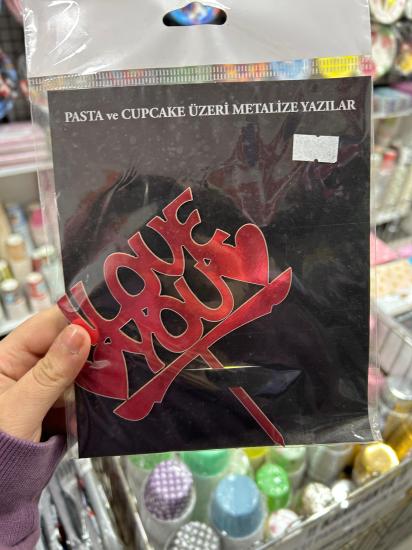 PASTA ve CUPCAKE ÜZERİ METALİZE YAZILAR
I LOVE
YOU